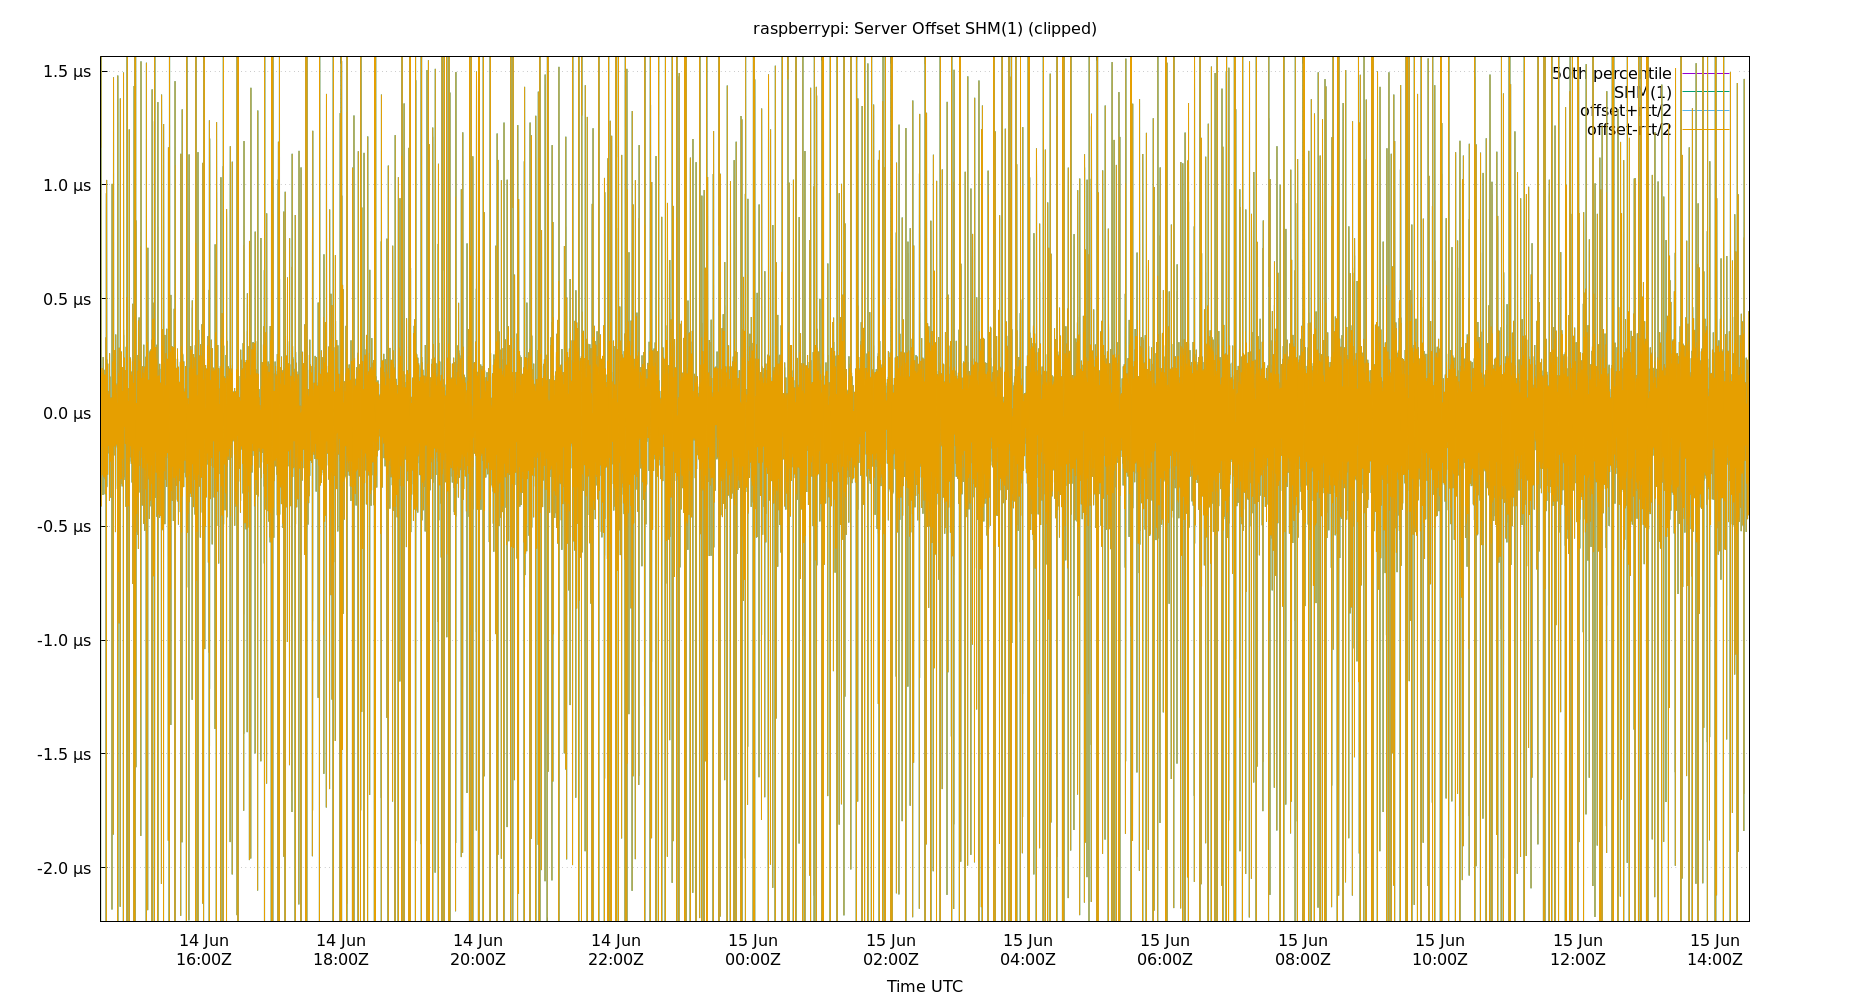 raspberrypi: Server Offset SHM(1) (clipped)
1.5 µs
1.0 µs
0.5 µs
0.0 µs
-0.5 µs
-1.0 µs
-1.5 µs
-2.0 µs
50th percentile
SHM(1)
offset+rtt/2
offset-rtt/2
14 Jun 14 Jun 14 Jun 14 Jun 15 Jun 15 Jun 15 Jun 15 Jun 15 Jun 15 Jun 15 Jun 15 Jun
16:00Z 18:00Z 20:00Z 22:00Z 00:00Z 02:00Z 04:00Z 06:00Z 08:00Z 10:00Z 12:00Z 14:00Z
Time UTC